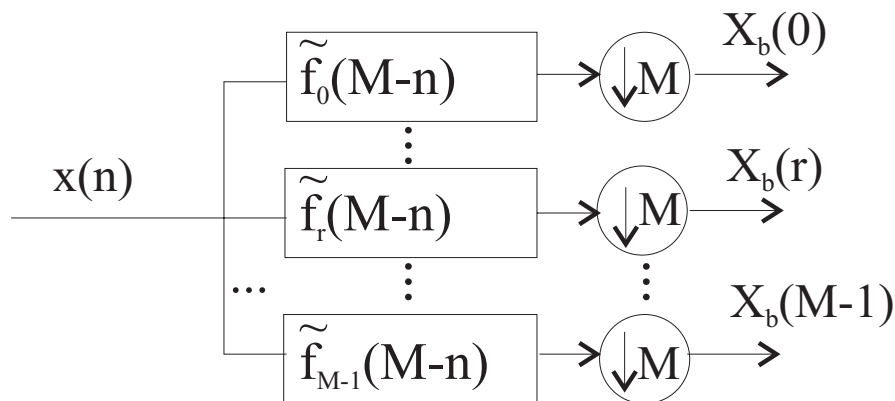 X_b(0)
f̃_0(M-n)
↓M
x(n)
X_b(r)
f̃_r(M-n)
↓M
...
X_b(M-1)
f̃_{M-1}(M-n)
↓M